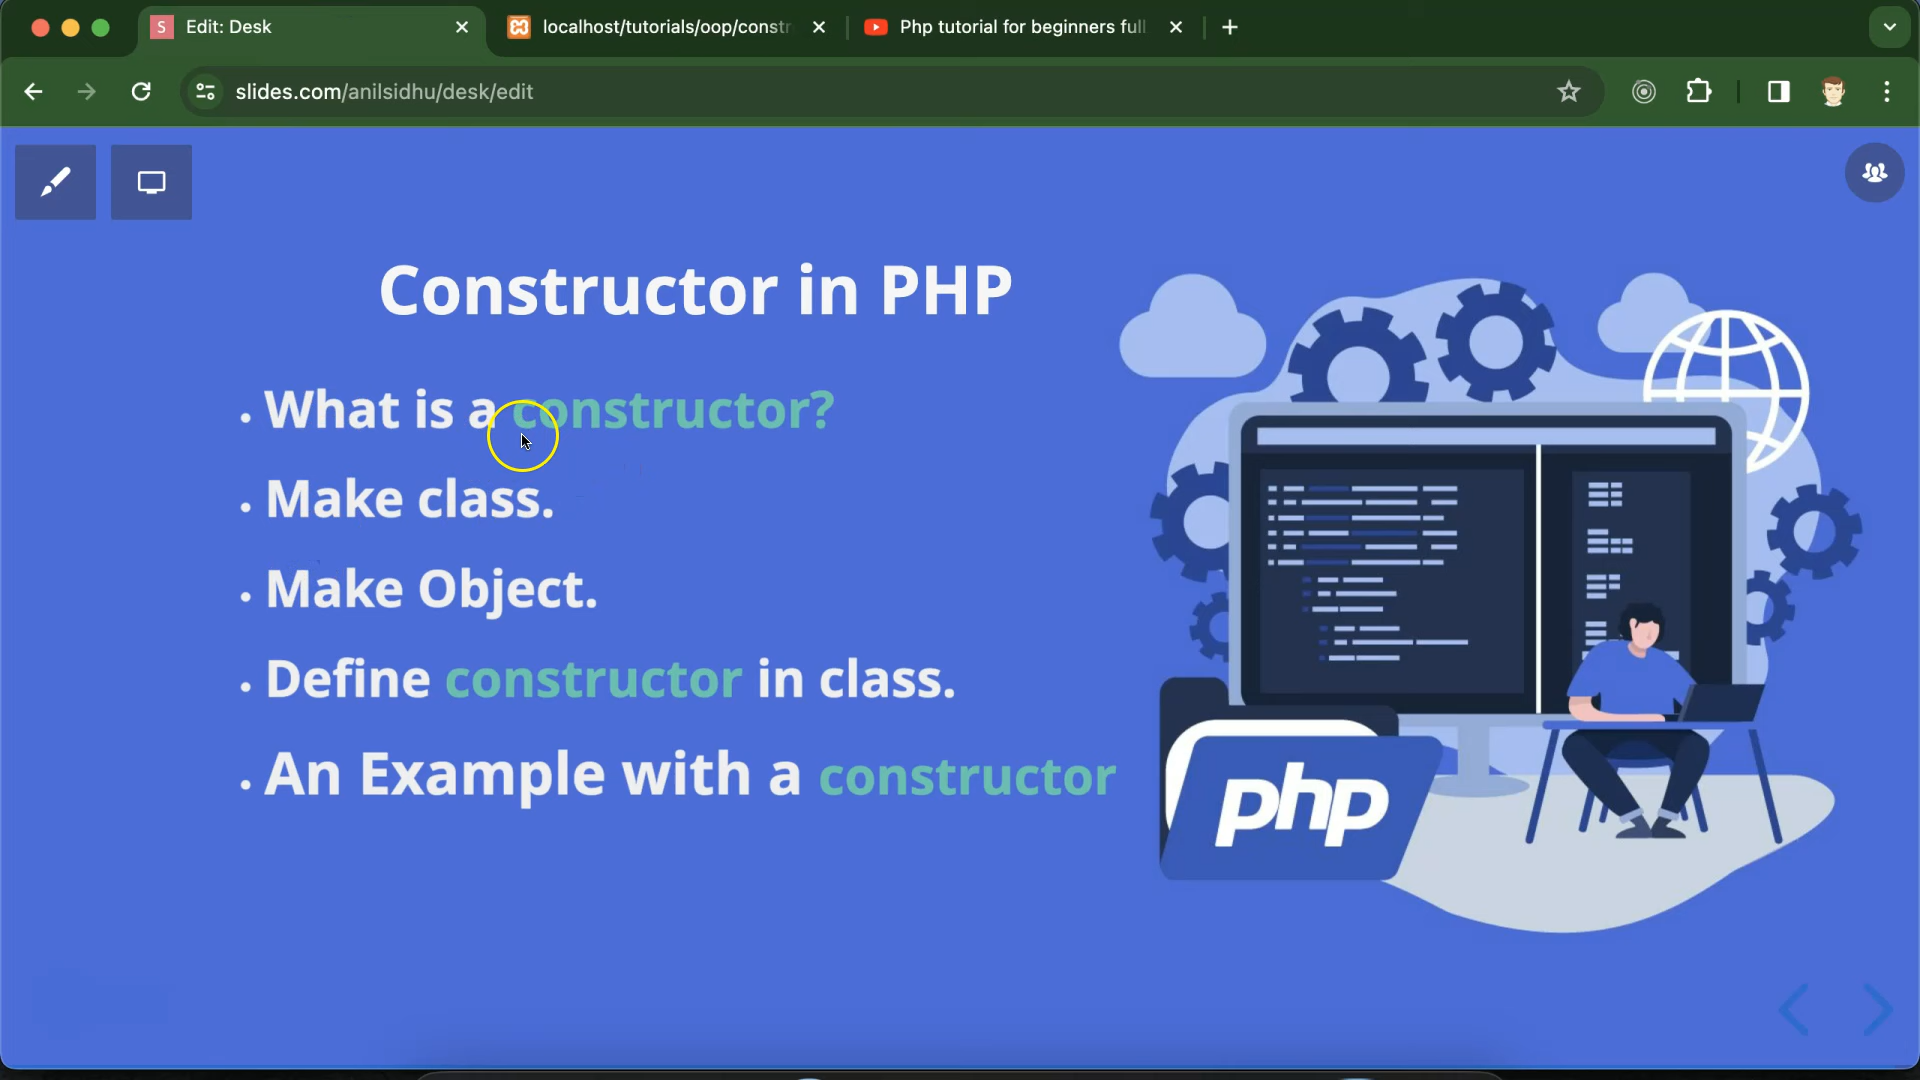 S Edit: Desk
localhost/tutorials/oop/constr
Php tutorial for beginners full
slides.com/anilsidhu/desk/edit
Constructor in PHP
• What is a constructor?
• Make class.
• Make Object.
• Define constructor in class.
• An Example with a constructor
php